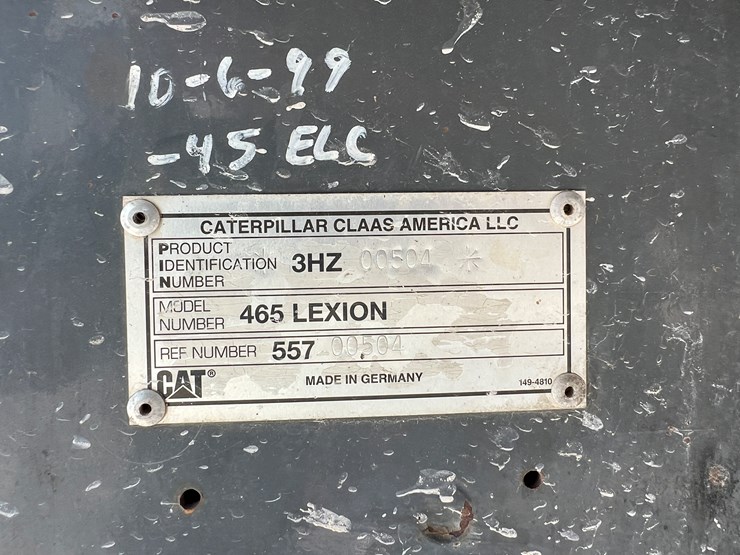 10-6-99
-45 ELC
CATERPILLAR CLAAS AMERICA LLC
PRODUCT
IDENTIFICATION 3HZ 00504 *
NUMBER
MODEL
NUMBER 465 LEXION
REF NUMBER 557 00504
CAT® MADE IN GERMANY 149-4810